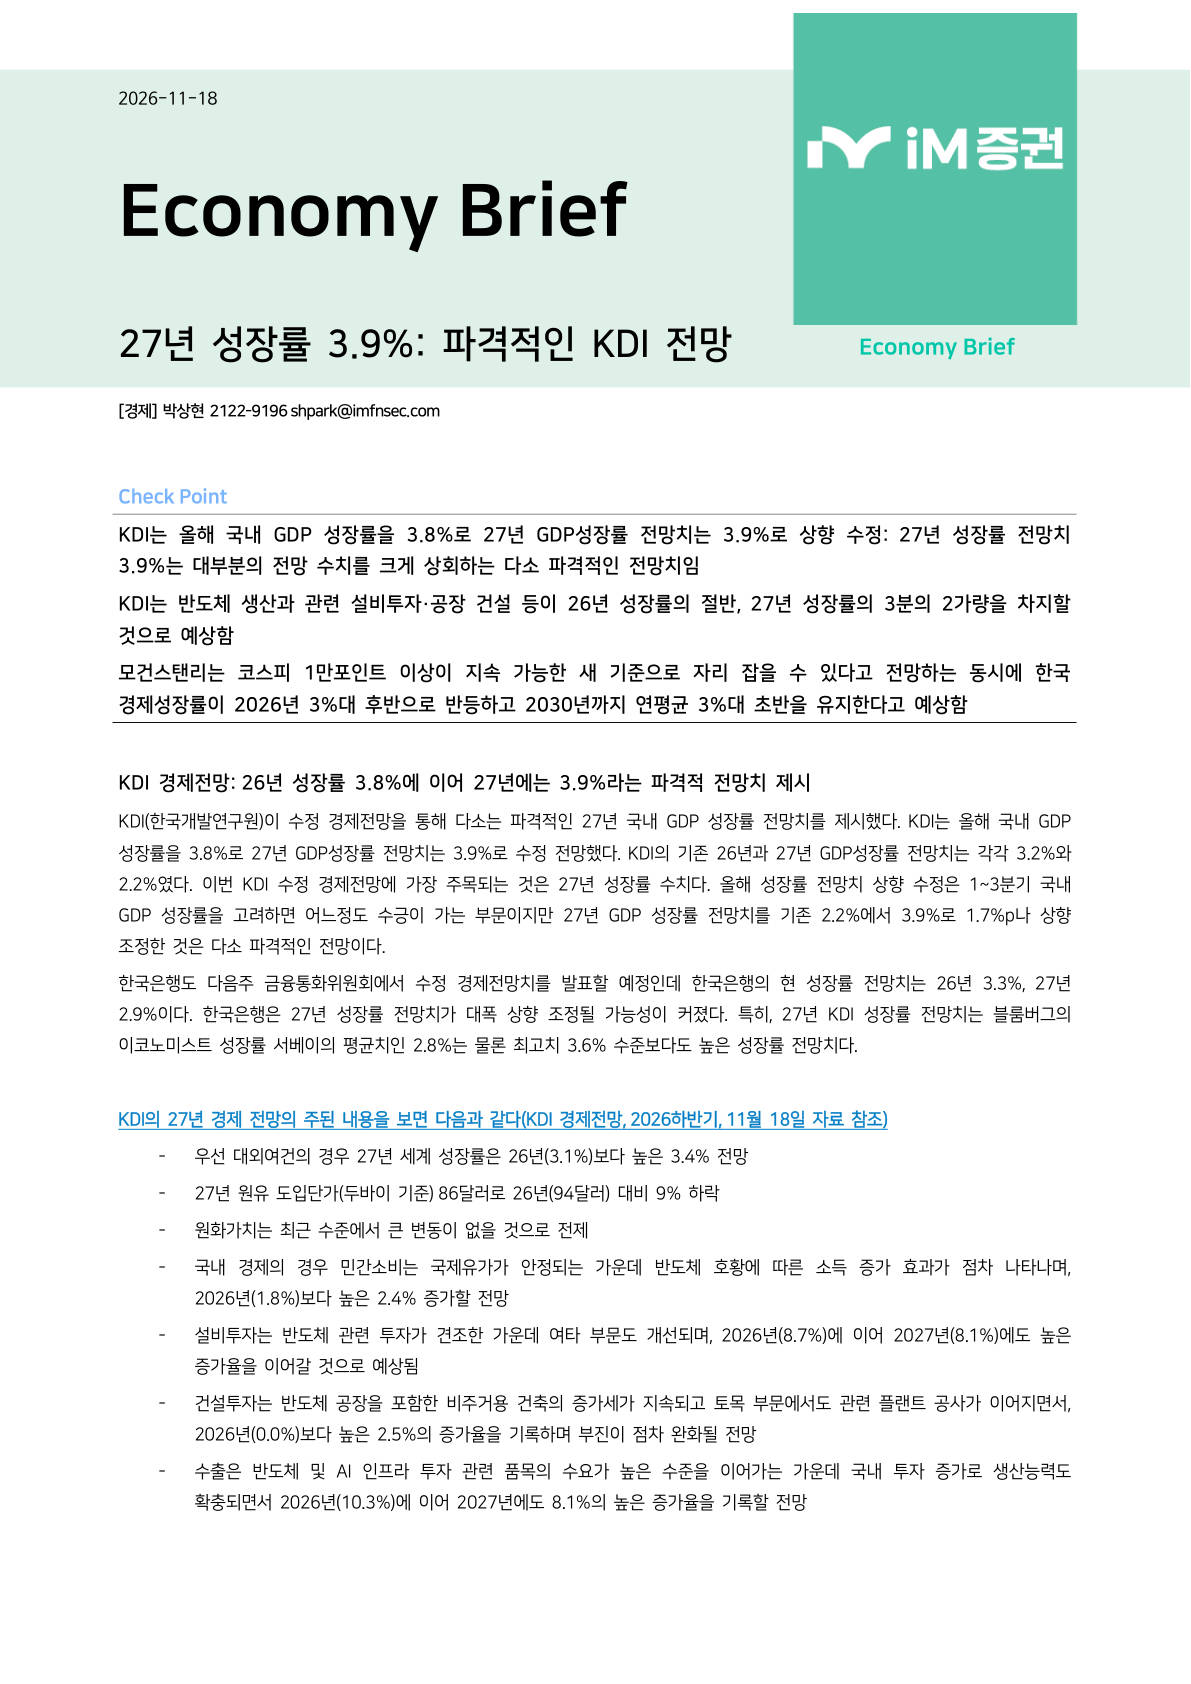 2026-11-18
iM증권
Economy Brief
27년 성장률 3.9%: 파격적인 KDI 전망
Economy Brief
[경제] 박상현 2122-9196 shpark@imfnsec.com
Check Point
KDI는 올해 국내 GDP 성장률을 3.8%로 27년 GDP성장률 전망치는 3.9%로 상향 수정: 27년 성장률 전망치
3.9%는 대부분의 전망 수치를 크게 상회하는 다소 파격적인 전망치임
KDI는 반도체 생산과 관련 설비투자·공장 건설 등이 26년 성장률의 절반, 27년 성장률의 3분의 2가량을 차지할
것으로 예상함
모건스탠리는 코스피 1만포인트 이상이 지속 가능한 새 기준으로 자리 잡을 수 있다고 전망하는 동시에 한국
경제성장률이 2026년 3%대 후반으로 반등하고 2030년까지 연평균 3%대 초반을 유지한다고 예상함
KDI 경제전망: 26년 성장률 3.8%에 이어 27년에는 3.9%라는 파격적 전망치 제시
KDI(한국개발연구원)이 수정 경제전망을 통해 다소는 파격적인 27년 국내 GDP 성장률 전망치를 제시했다. KDI는 올해 국내 GDP
성장률을 3.8%로 27년 GDP성장률 전망치는 3.9%로 수정 전망했다. KDI의 기존 26년과 27년 GDP성장률 전망치는 각각 3.2%와
2.2%였다. 이번 KDI 수정 경제전망에 가장 주목되는 것은 27년 성장률 수치다. 올해 성장률 전망치 상향 수정은 1~3분기 국내
GDP 성장률을 고려하면 어느정도 수긍이 가는 부문이지만 27년 GDP 성장률 전망치를 기존 2.2%에서 3.9%로 1.7%p나 상향
조정한 것은 다소 파격적인 전망이다.
한국은행도 다음주 금융통화위원회에서 수정 경제전망치를 발표할 예정인데 한국은행의 현 성장률 전망치는 26년 3.3%, 27년
2.9%이다. 한국은행은 27년 성장률 전망치가 대폭 상향 조정될 가능성이 커졌다. 특히, 27년 KDI 성장률 전망치는 블룸버그의
이코노미스트 성장률 서베이의 평균치인 2.8%는 물론 최고치 3.6% 수준보다도 높은 성장률 전망치다.
KDI의 27년 경제 전망의 주된 내용을 보면 다음과 같다(KDI 경제전망, 2026하반기, 11월 18일 자료 참조)
- 우선 대외여건의 경우 27년 세계 성장률은 26년(3.1%)보다 높은 3.4% 전망
- 27년 원유 도입단가(두바이 기준) 86달러로 26년(94달러) 대비 9% 하락
- 원화가치는 최근 수준에서 큰 변동이 없을 것으로 전제
- 국내 경제의 경우 민간소비는 국제유가가 안정되는 가운데 반도체 호황에 따른 소득 증가 효과가 점차 나타나며,
2026년(1.8%)보다 높은 2.4% 증가할 전망
- 설비투자는 반도체 관련 투자가 견조한 가운데 여타 부문도 개선되며, 2026년(8.7%)에 이어 2027년(8.1%)에도 높은
증가율을 이어갈 것으로 예상됨
- 건설투자는 반도체 공장을 포함한 비주거용 건축의 증가세가 지속되고 토목 부문에서도 관련 플랜트 공사가 이어지면서,
2026년(0.0%)보다 높은 2.5%의 증가율을 기록하며 부진이 점차 완화될 전망
- 수출은 반도체 및 AI 인프라 투자 관련 품목의 수요가 높은 수준을 이어가는 가운데 국내 투자 증가로 생산능력도
확충되면서 2026년(10.3%)에 이어 2027년에도 8.1%의 높은 증가율을 기록할 전망